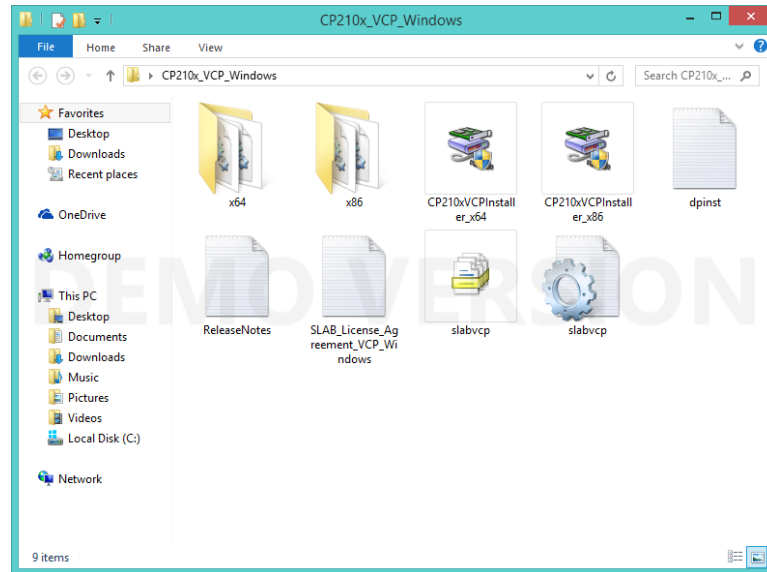 CP210x_VCP_Windows
File Home Share View
CP210x_VCP_Windows
Search CP210x_...
Favorites
Desktop
Downloads
Recent places
OneDrive
Homegroup
This PC
Desktop
Documents
Downloads
Music
Pictures
Videos
Local Disk (C:)
Network
x64
x86
CP210xVCPInstall
er_x64
CP210xVCPInstall
er_x86
dpinst
ReleaseNotes
SLAB_License_Ag
reement_VCP_Wi
ndows
slabvcp
slabvcp
DEMO VERSION
9 items